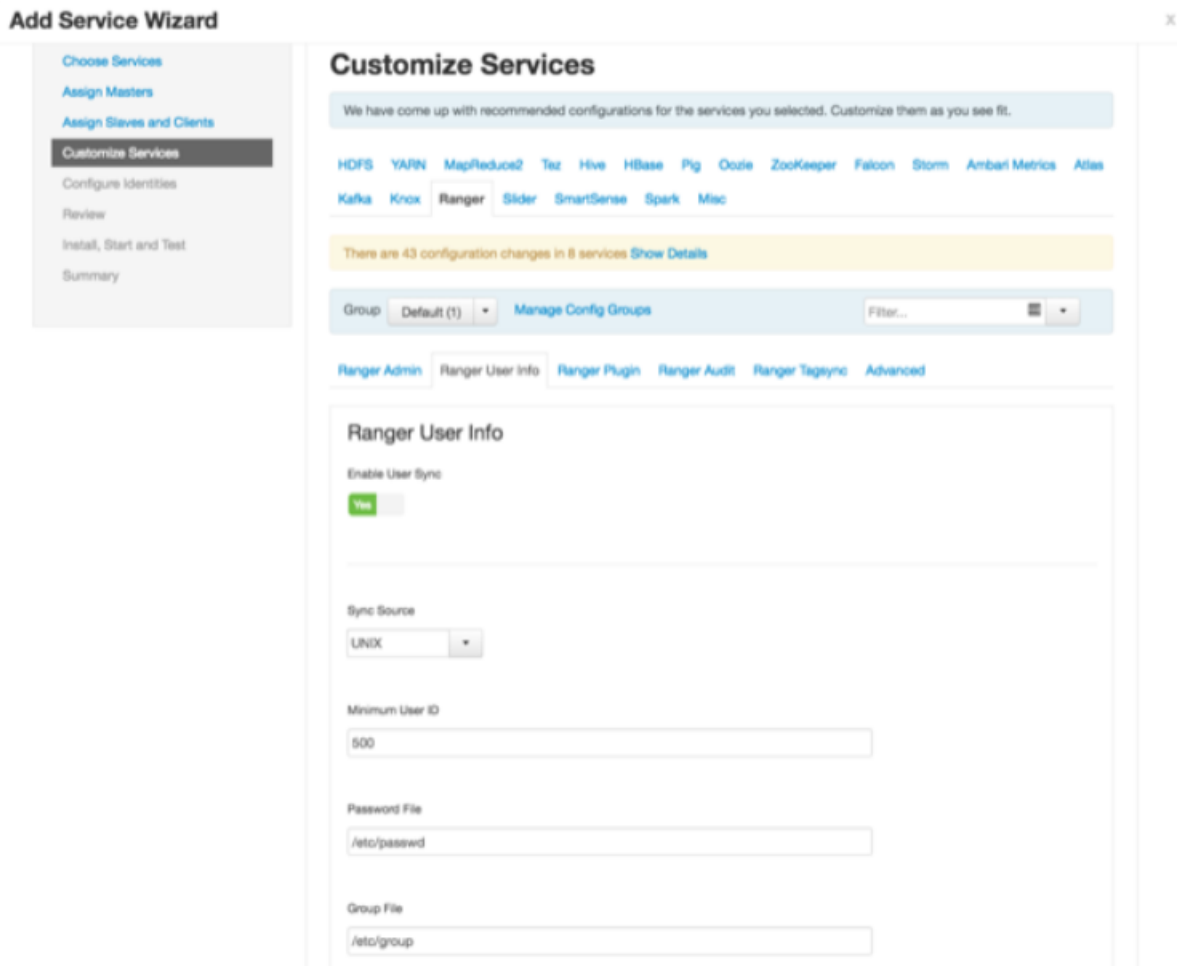 Add Service Wizard
X
Choose Services
Assign Masters
Assign Slaves and Clients
Customize Services
Configure Identities
Review
Install, Start and Test
Summary
Customize Services
We have come up with recommended configurations for the services you selected. Customize them as you see fit.
HDFS YARN MapReduce2 Tez Hive HBase Pig Oozie ZooKeeper Falcon Storm Ambari Metrics Atlas
Kafka Knox Ranger Slider SmartSense Spark Misc
There are 43 configuration changes in 8 services Show Details
Group Default (1) Manage Config Groups Filter...
Ranger Admin Ranger User Info Ranger Plugin Ranger Audit Ranger Tagsync Advanced
Ranger User Info
Enable User Sync
Yes
Sync Source
UNIX
Minimum User ID
500
Password File
/etc/passwd
Group File
/etc/group